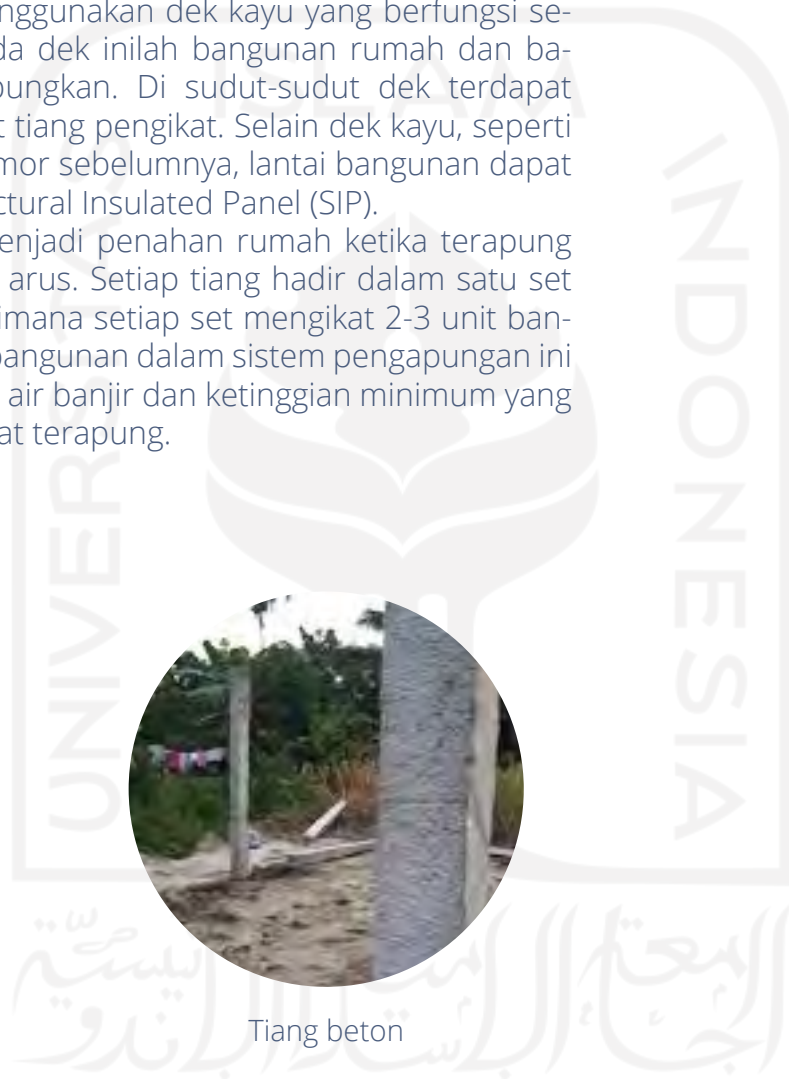 nggunakan dek kayu yang berfungsi se-
da dek inilah bangunan rumah dan ba-
pungkan. Di sudut-sudut dek terdapat
t tiang pengikat. Selain dek kayu, seperti
mor sebelumnya, lantai bangunan dapat
ctural Insulated Panel (SIP).
enjadi penahan rumah ketika terapung
arus. Setiap tiang hadir dalam satu set
imana setiap set mengikat 2-3 unit ban-
bangunan dalam sistem pengapungan ini
air banjir dan ketinggian minimum yang
at terapung.
ISLAM
UNIVERSITAS
INDONESIA
Tiang beton